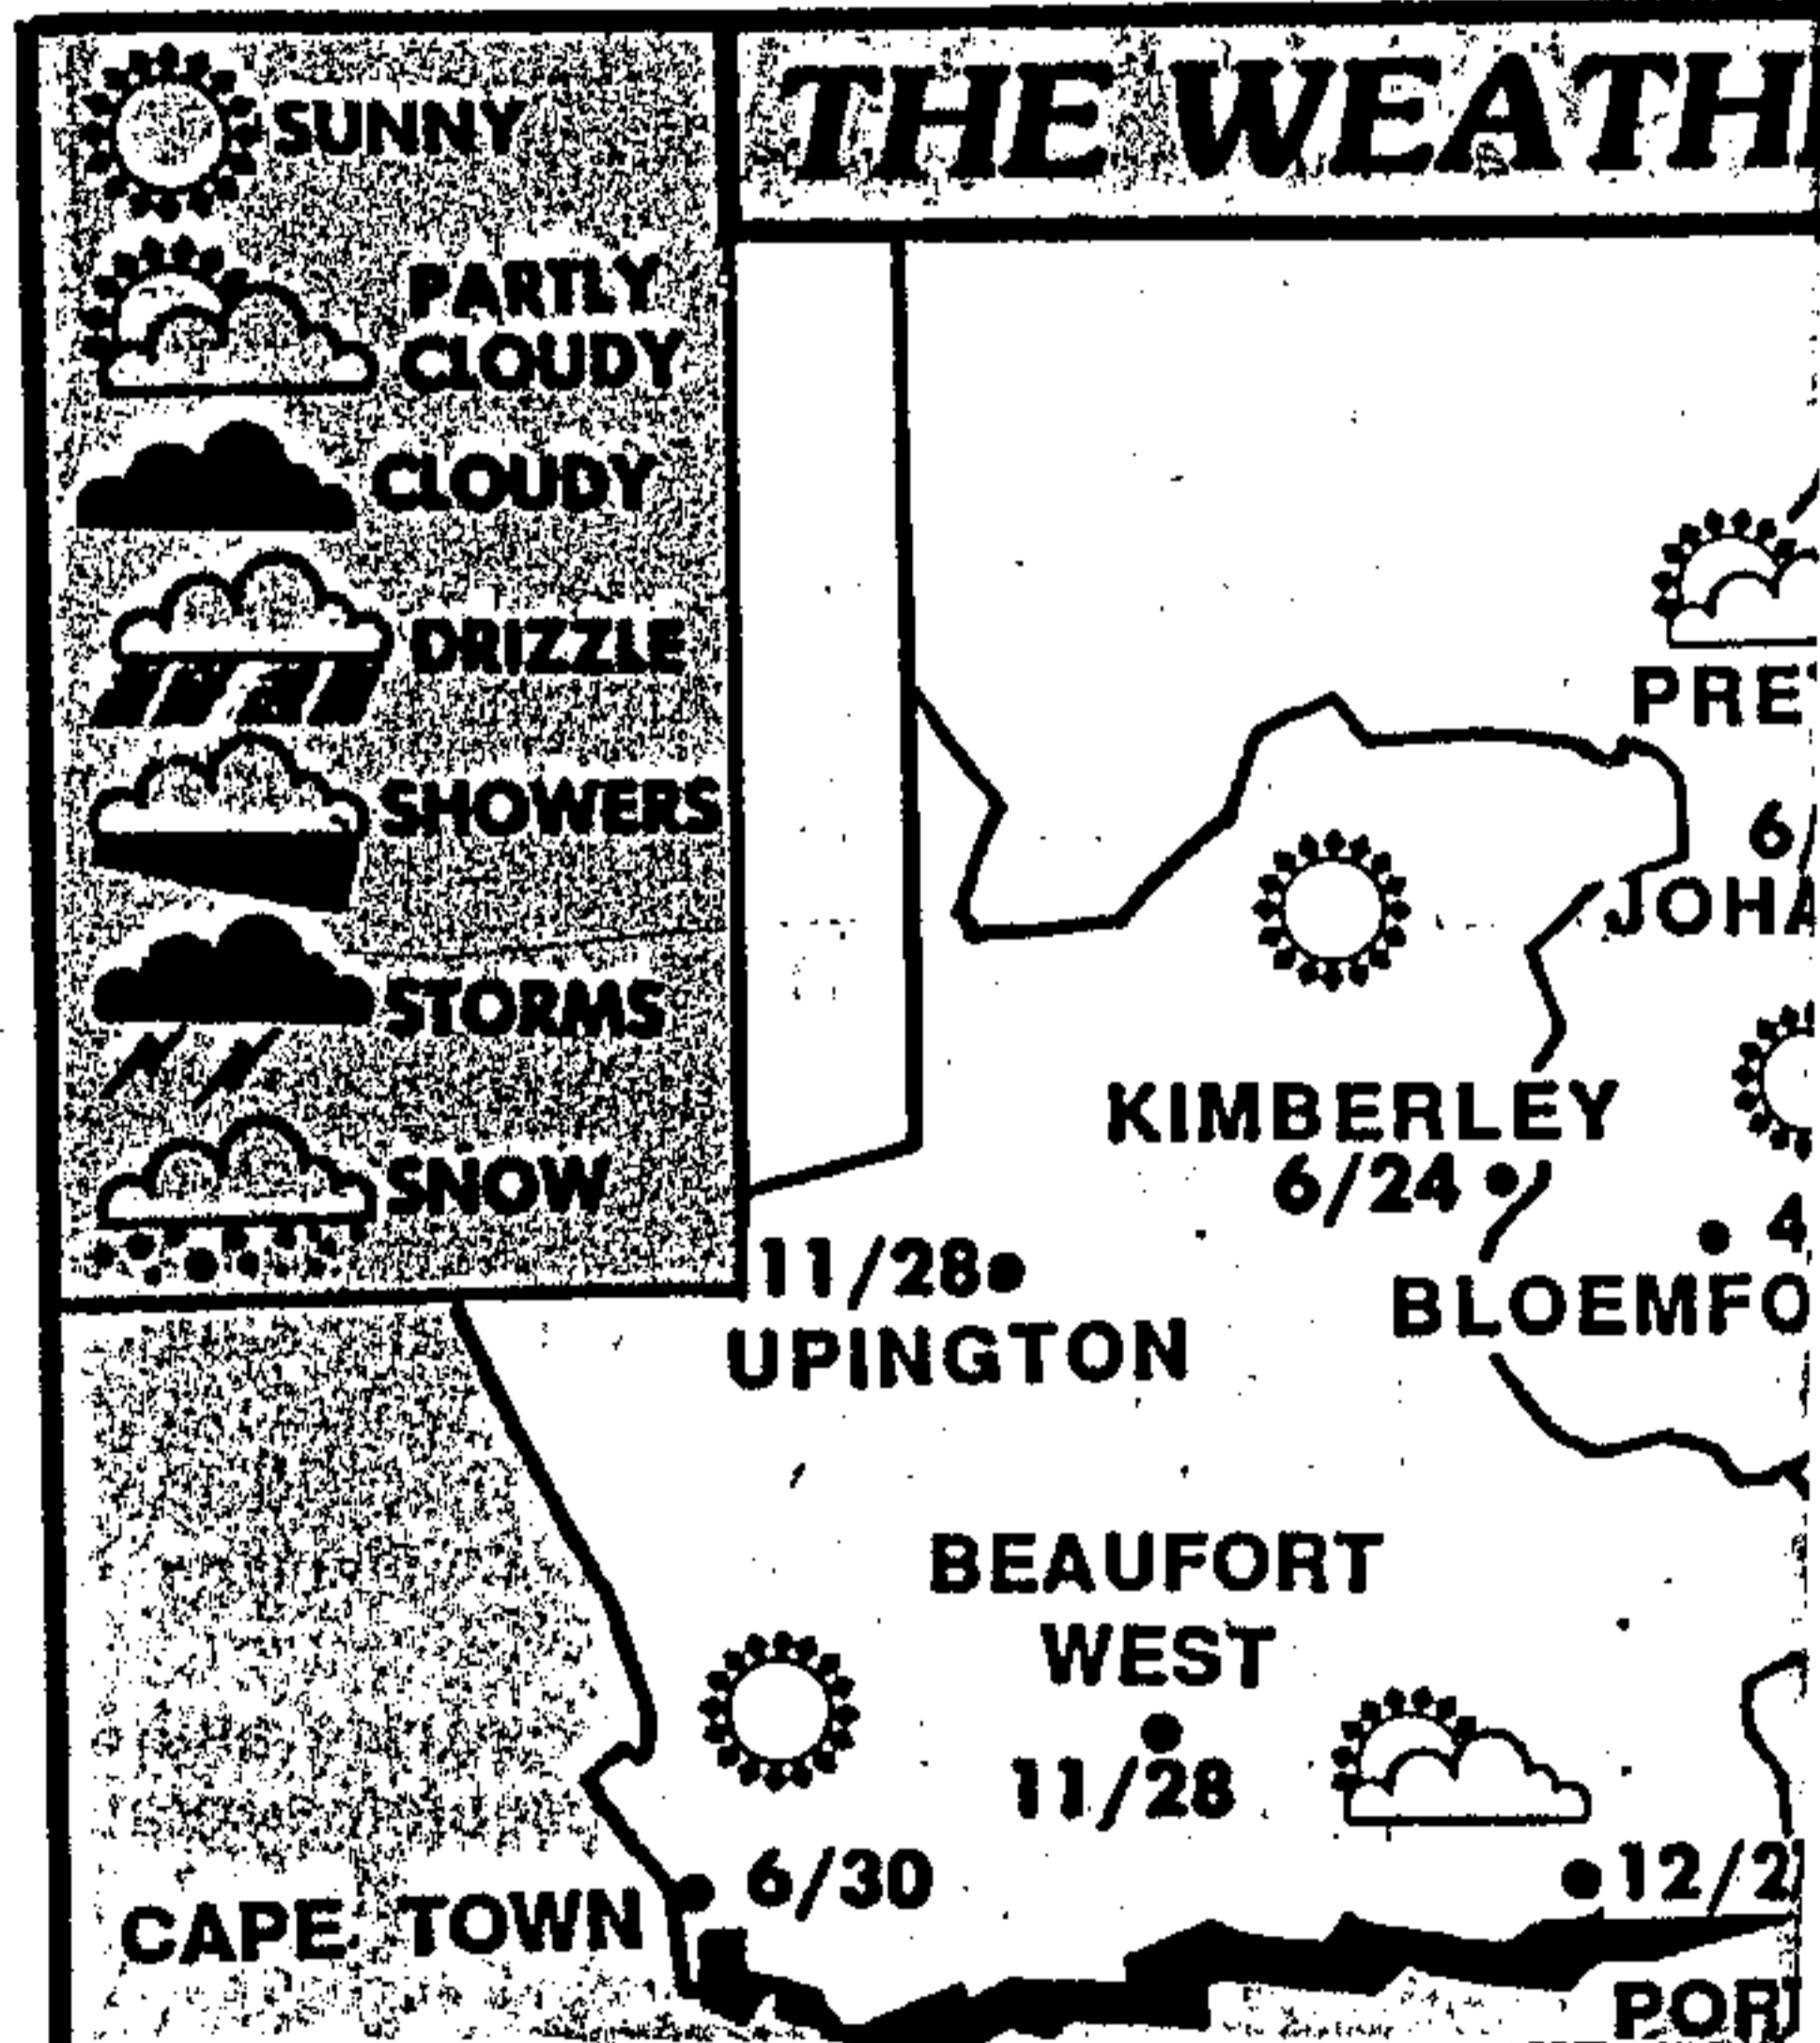 THE WEATH
SUNNY
PARTLY
CLOUDY
CLOUDY
DRIZZLE
SHOWERS
STORMS
SNOW
PRE
6/
JOHA
KIMBERLEY
6/24
4
BLOEMFO
11/28
UPINGTON
BEAUFORT
WEST
11/28
6/30
CAPE TOWN
12/2
POR